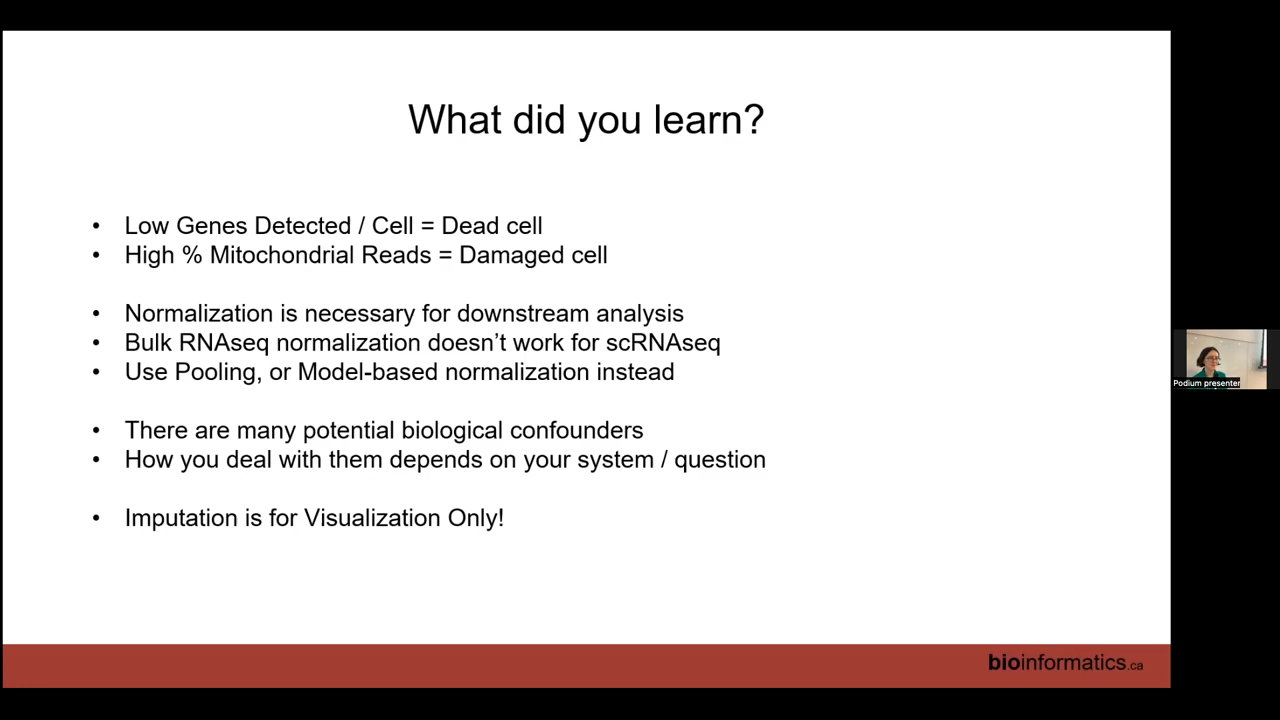 What did you learn?
• Low Genes Detected / Cell = Dead cell
• High % Mitochondrial Reads = Damaged cell
• Normalization is necessary for downstream analysis
• Bulk RNAseq normalization doesn’t work for scRNAseq
• Use Pooling, or Model-based normalization instead
• There are many potential biological confounders
• How you deal with them depends on your system / question
• Imputation is for Visualization Only!
Podium presenter
bioinformatics.ca